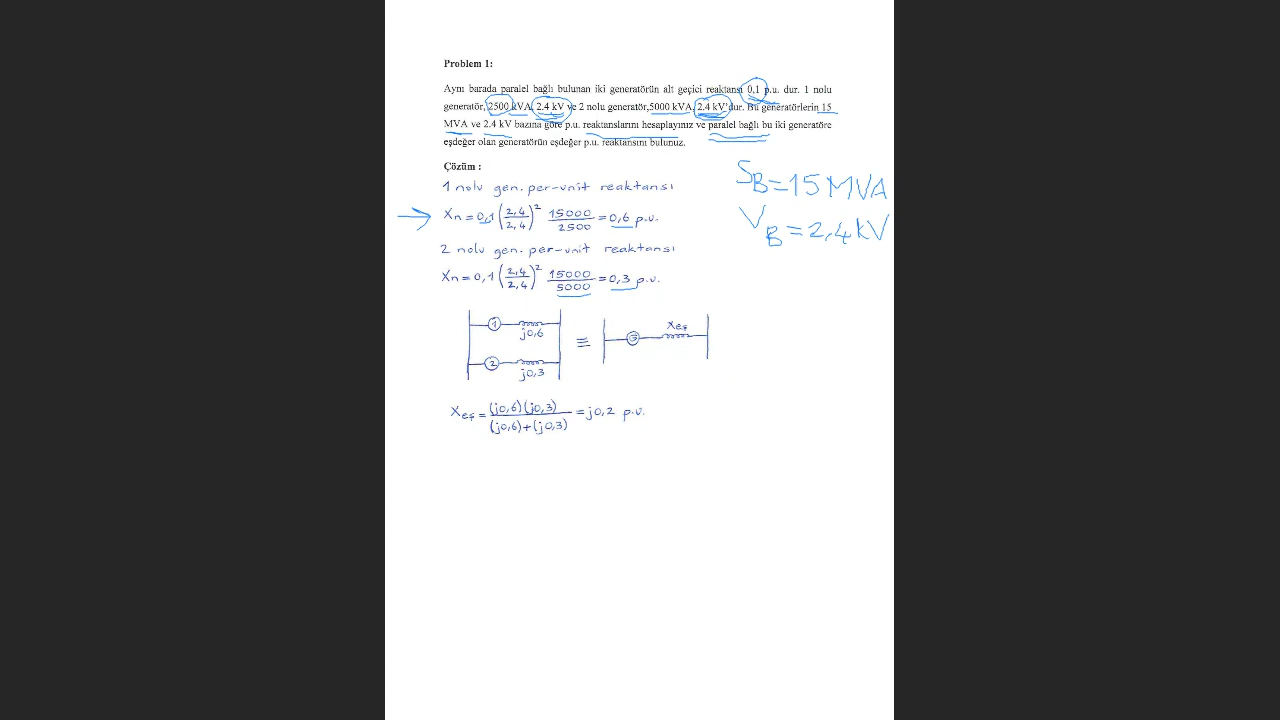 Problem 1:
Aynı barada paralel bağlı bulunan iki generatörün alt geçici reaktansı 0,1 p.u. dur. 1 nolu
generatör, 2500 kVA, 2.4 kV ve 2 nolu generatör,5000 kVA, 2.4 kV'dur. Bu generatörlerin 15
MVA ve 2.4 kV bazına göre p.u. reaktanslarını hesaplayınız ve paralel bağlı bu iki generatöre
eşdeğer olan generatörün eşdeğer p.u. reaktansını bulunuz.
Çözüm :
SB=15 MVA
VB=2,4kV
1 nolu gen. per-unit reaktansı
Xn=0,1(2,4/2,4)² 15000/2500=0,6 p.u.
2 nolu gen. per-unit reaktansı
Xn=0,1(2,4/2,4)² 15000/5000=0,3 p.u.
1 j0,6
2 j0,3
≡
G Xeş
Xeş=(j0,6)(j0,3)/(j0,6)+(j0,3)=j0,2 p.u.